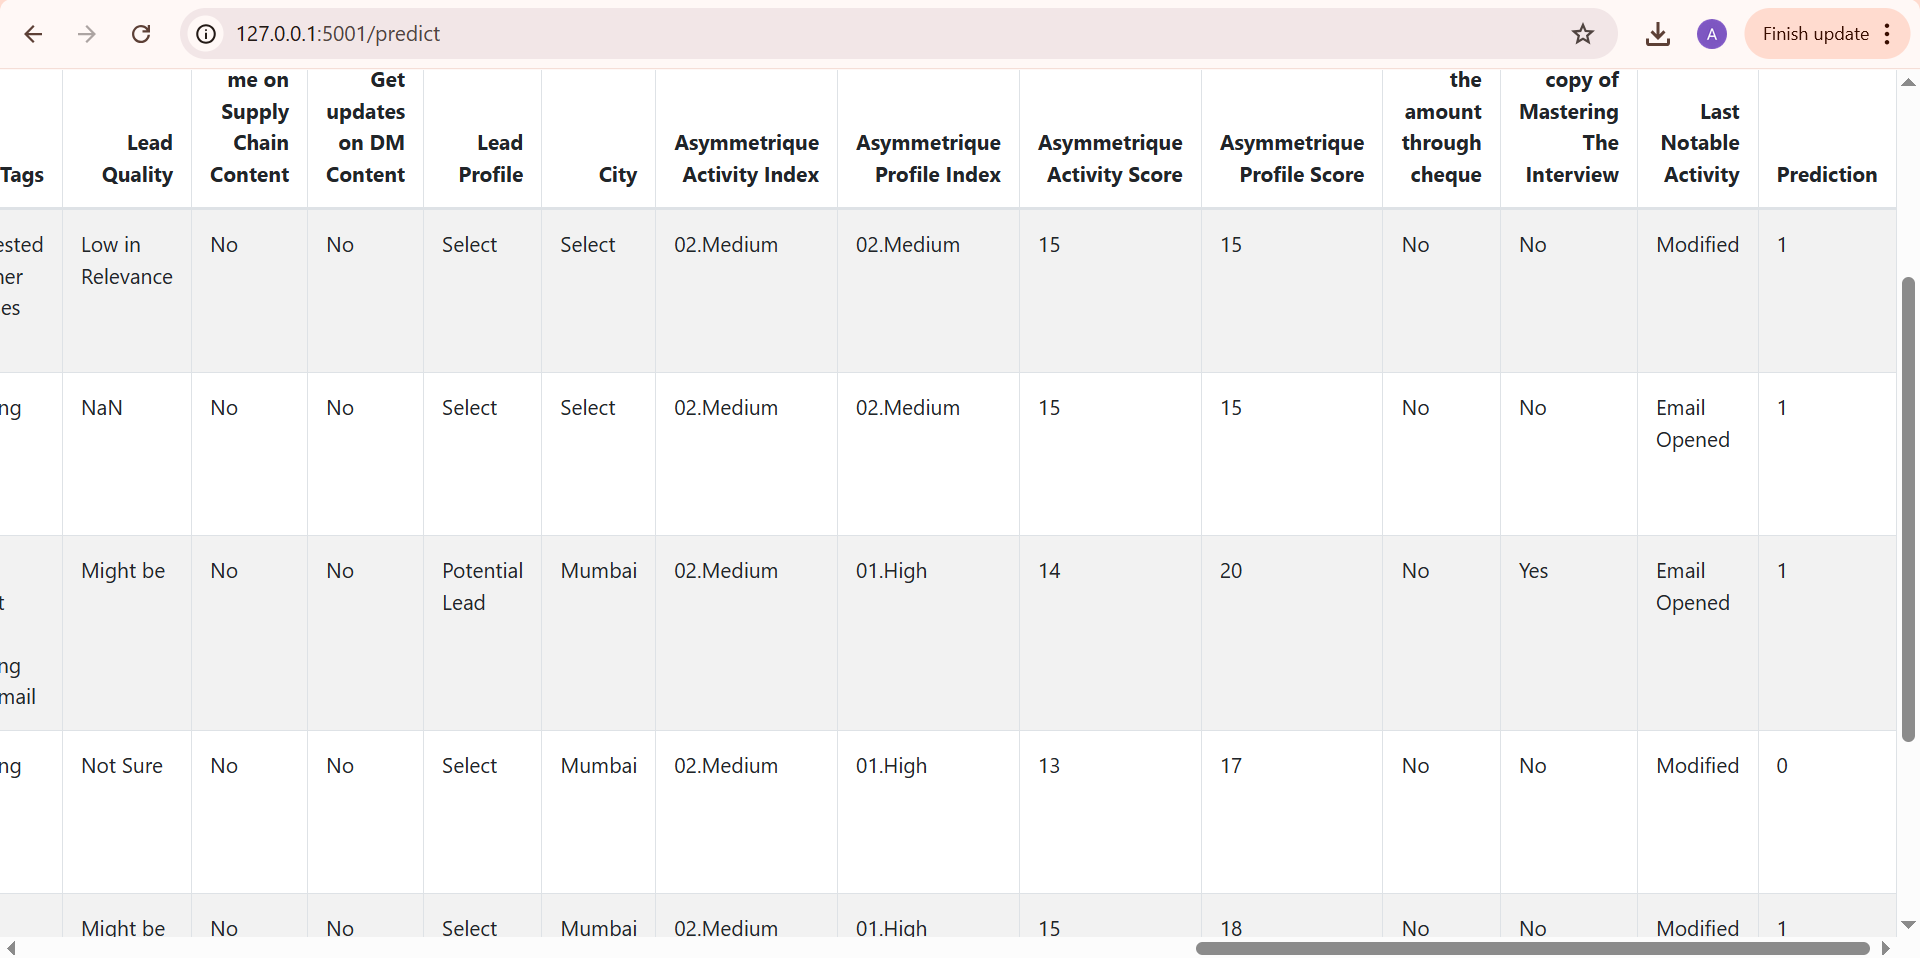 127.0.0.1:5001/predict
A
Finish update
Tags
Lead Quality
me on Supply Chain Content
Get updates on DM Content
Lead Profile
City
Asymmetrique Activity Index
Asymmetrique Profile Index
Asymmetrique Activity Score
Asymmetrique Profile Score
the amount through cheque
copy of Mastering The Interview
Last Notable Activity
Prediction
ested
ner
es
Low in Relevance
No
No
Select
Select
02.Medium
02.Medium
15
15
No
No
Modified
1
ng
NaN
No
No
Select
Select
02.Medium
02.Medium
15
15
No
No
Email Opened
1
t
ng
mail
Might be
No
No
Potential Lead
Mumbai
02.Medium
01.High
14
20
No
Yes
Email Opened
1
ng
Not Sure
No
No
Select
Mumbai
02.Medium
01.High
13
17
No
No
Modified
0
Might be
No
No
Select
Mumbai
02.Medium
01.High
15
18
No
No
Modified
1